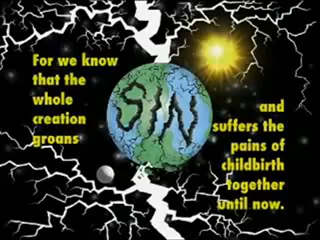 For we know
that the
whole
creation
groans
SIN
and
suffers the
pains of
childbirth
together
until now.